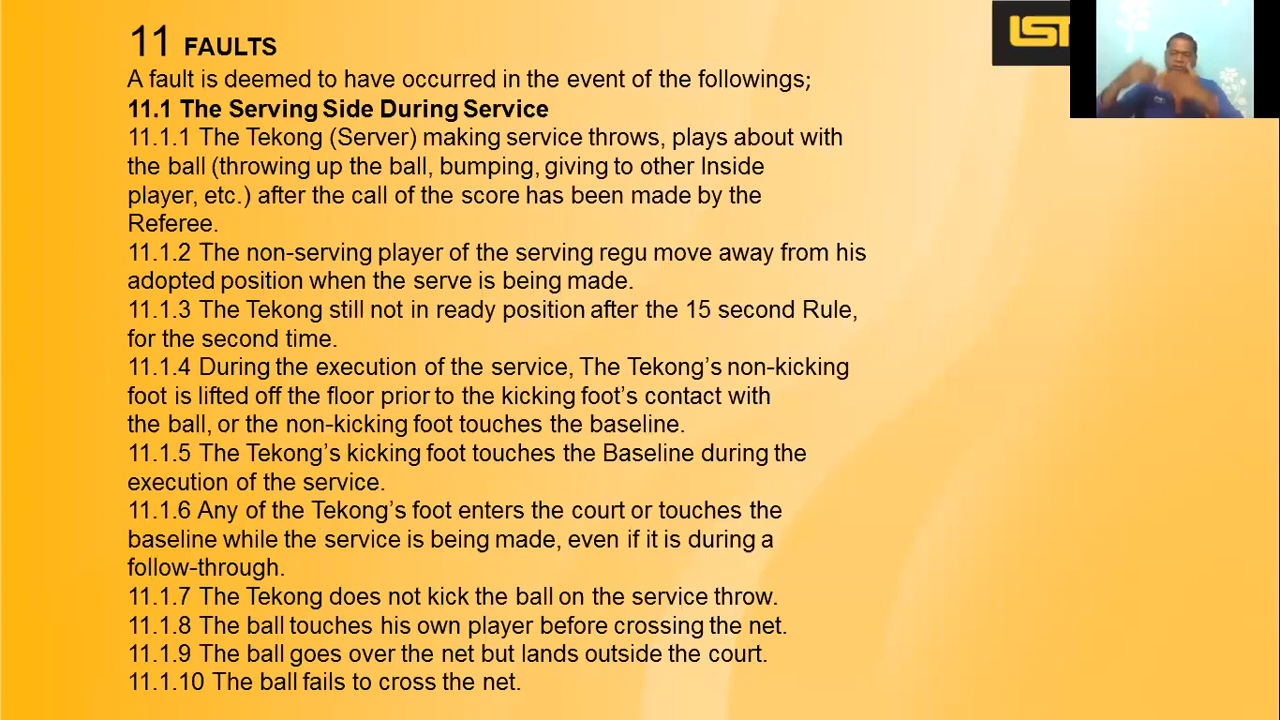 11 FAULTS
A fault is deemed to have occurred in the event of the followings;
11.1 The Serving Side During Service
11.1.1 The Tekong (Server) making service throws, plays about with
the ball (throwing up the ball, bumping, giving to other Inside
player, etc.) after the call of the score has been made by the
Referee.
11.1.2 The non-serving player of the serving regu move away from his
adopted position when the serve is being made.
11.1.3 The Tekong still not in ready position after the 15 second Rule,
for the second time.
11.1.4 During the execution of the service, The Tekong’s non-kicking
foot is lifted off the floor prior to the kicking foot’s contact with
the ball, or the non-kicking foot touches the baseline.
11.1.5 The Tekong’s kicking foot touches the Baseline during the
execution of the service.
11.1.6 Any of the Tekong’s foot enters the court or touches the
baseline while the service is being made, even if it is during a
follow-through.
11.1.7 The Tekong does not kick the ball on the service throw.
11.1.8 The ball touches his own player before crossing the net.
11.1.9 The ball goes over the net but lands outside the court.
11.1.10 The ball fails to cross the net.